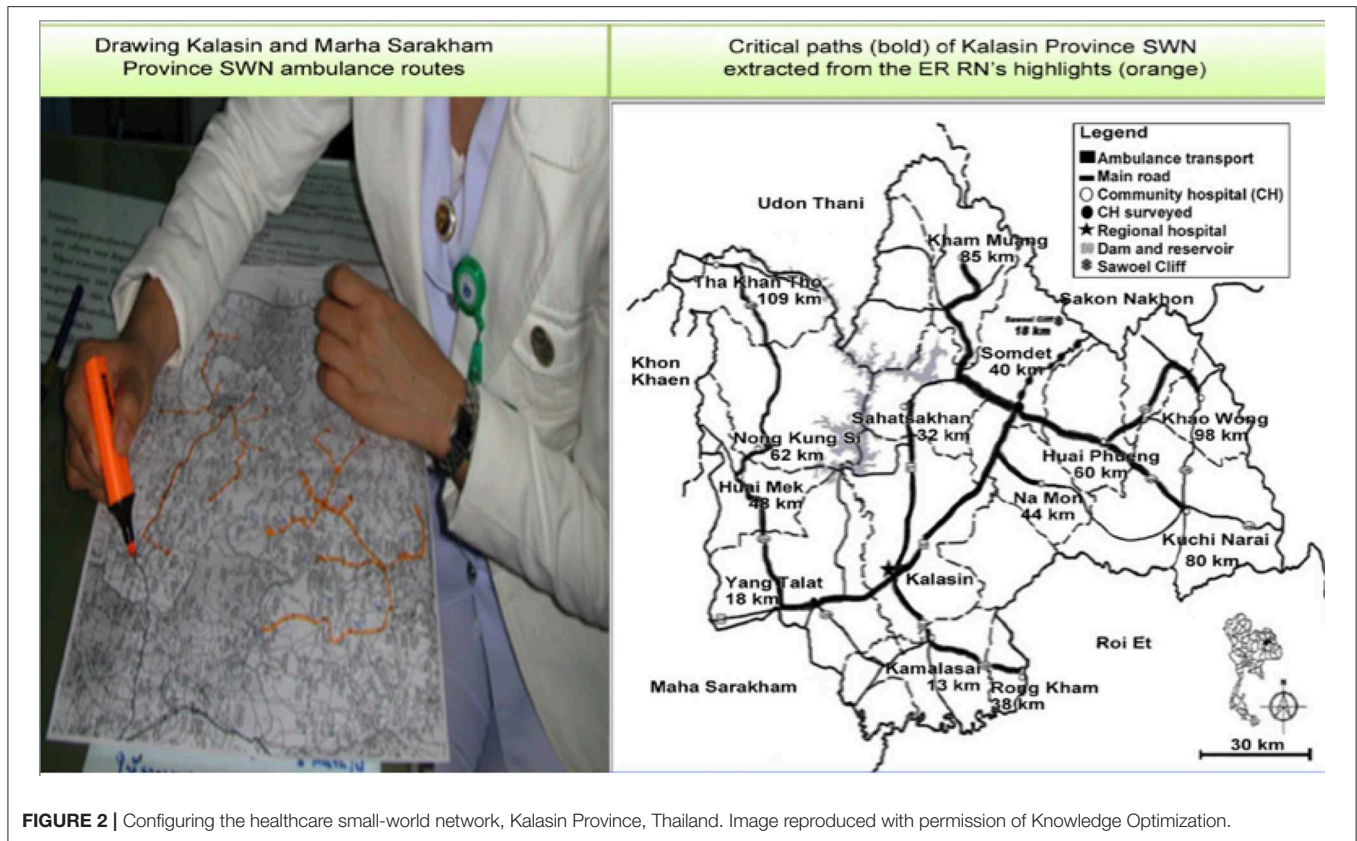 Drawing Kalasin and Marha Sarakham
Province SWN ambulance routes
Critical paths (bold) of Kalasin Province SWN
extracted from the ER RN's highlights (orange)
Legend
Ambulance transport
Main road
Community hospital (CH)
CH surveyed
Regional hospital
Dam and reservoir
Sawoel Cliff
Udon Thani
Kham Muang
85 km
Tha Khan Tho
109 km
Sakon Nakhon
Sawoel Cliff
18 km
Khon
Khaen
Somdet
40 km
Sahatsakhan
32 km
Khao Wong
98 km
Nong Kung Si
62 km
Huai Phueng
60 km
Huai Mek
48 km
Na Mon
44 km
Kuchi Narai
80 km
Yang Talat
18 km
Kalasin
Roi Et
Kamalasai
13 km
Maha Sarakham
Rong Kham
38 km
N
30 km
FIGURE 2 | Configuring the healthcare small-world network, Kalasin Province, Thailand. Image reproduced with permission of Knowledge Optimization.